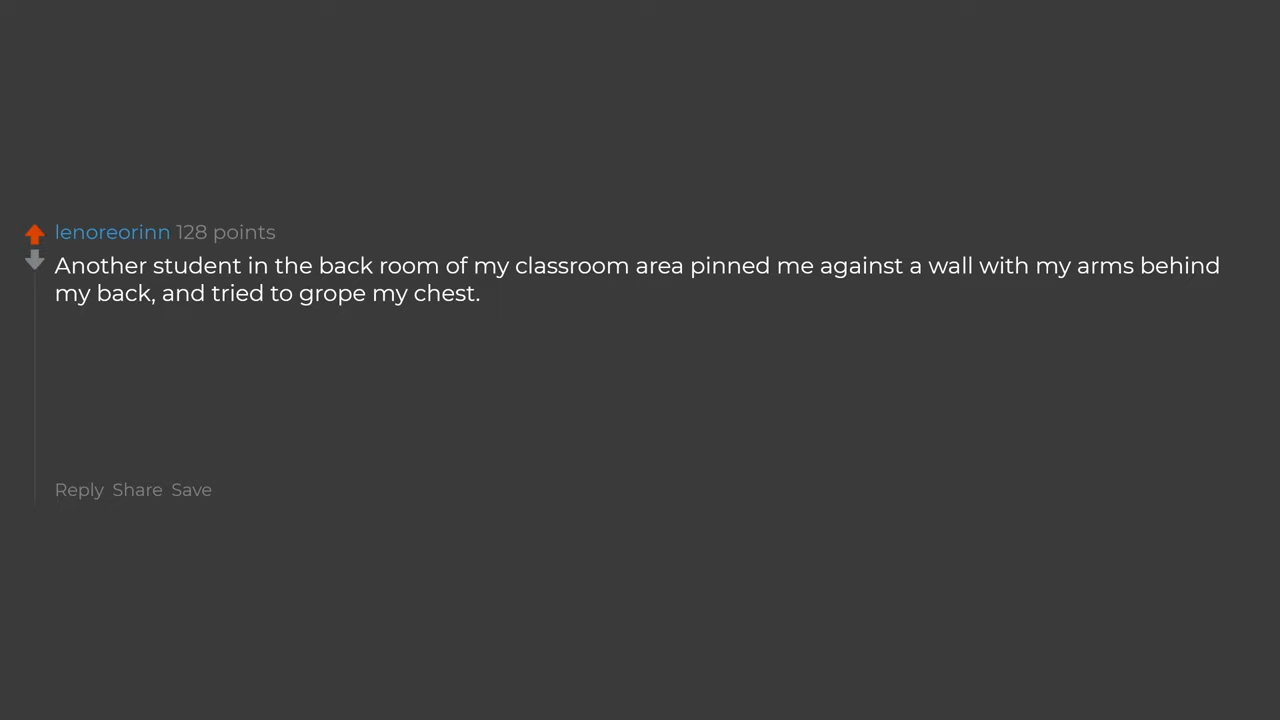 lenoreorinn 128 points
Another student in the back room of my classroom area pinned me against a wall with my arms behind
my back, and tried to grope my chest.
Reply Share Save